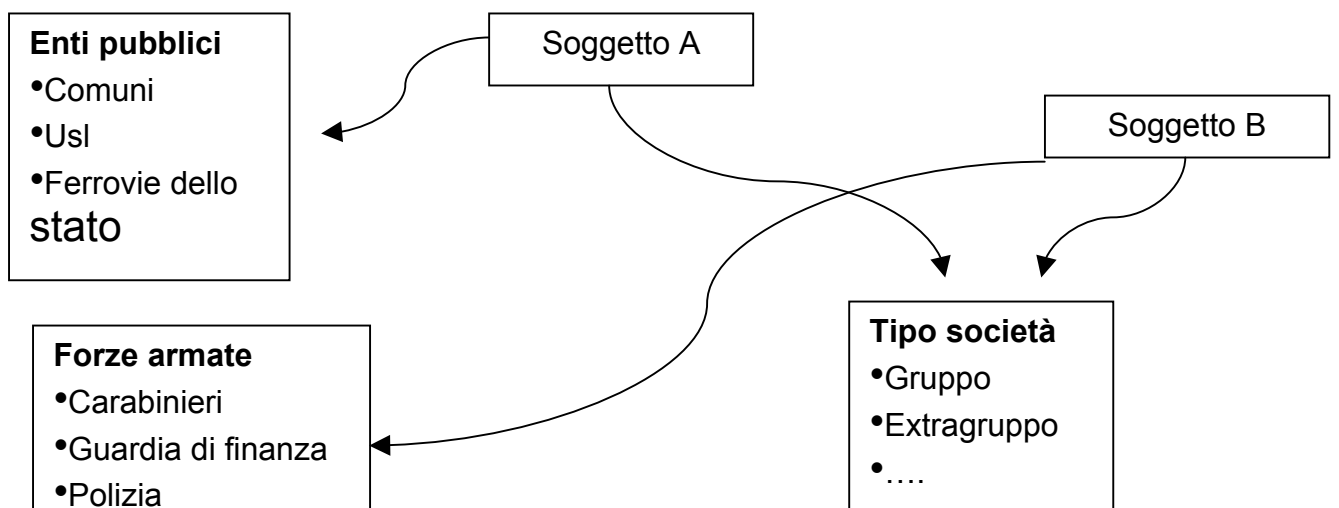 Enti pubblici
•Comuni
•Usl
•Ferrovie dello
stato
Soggetto A
Soggetto B
Forze armate
•Carabinieri
•Guardia di finanza
•Polizia
Tipo società
•Gruppo
•Extragruppo
•….